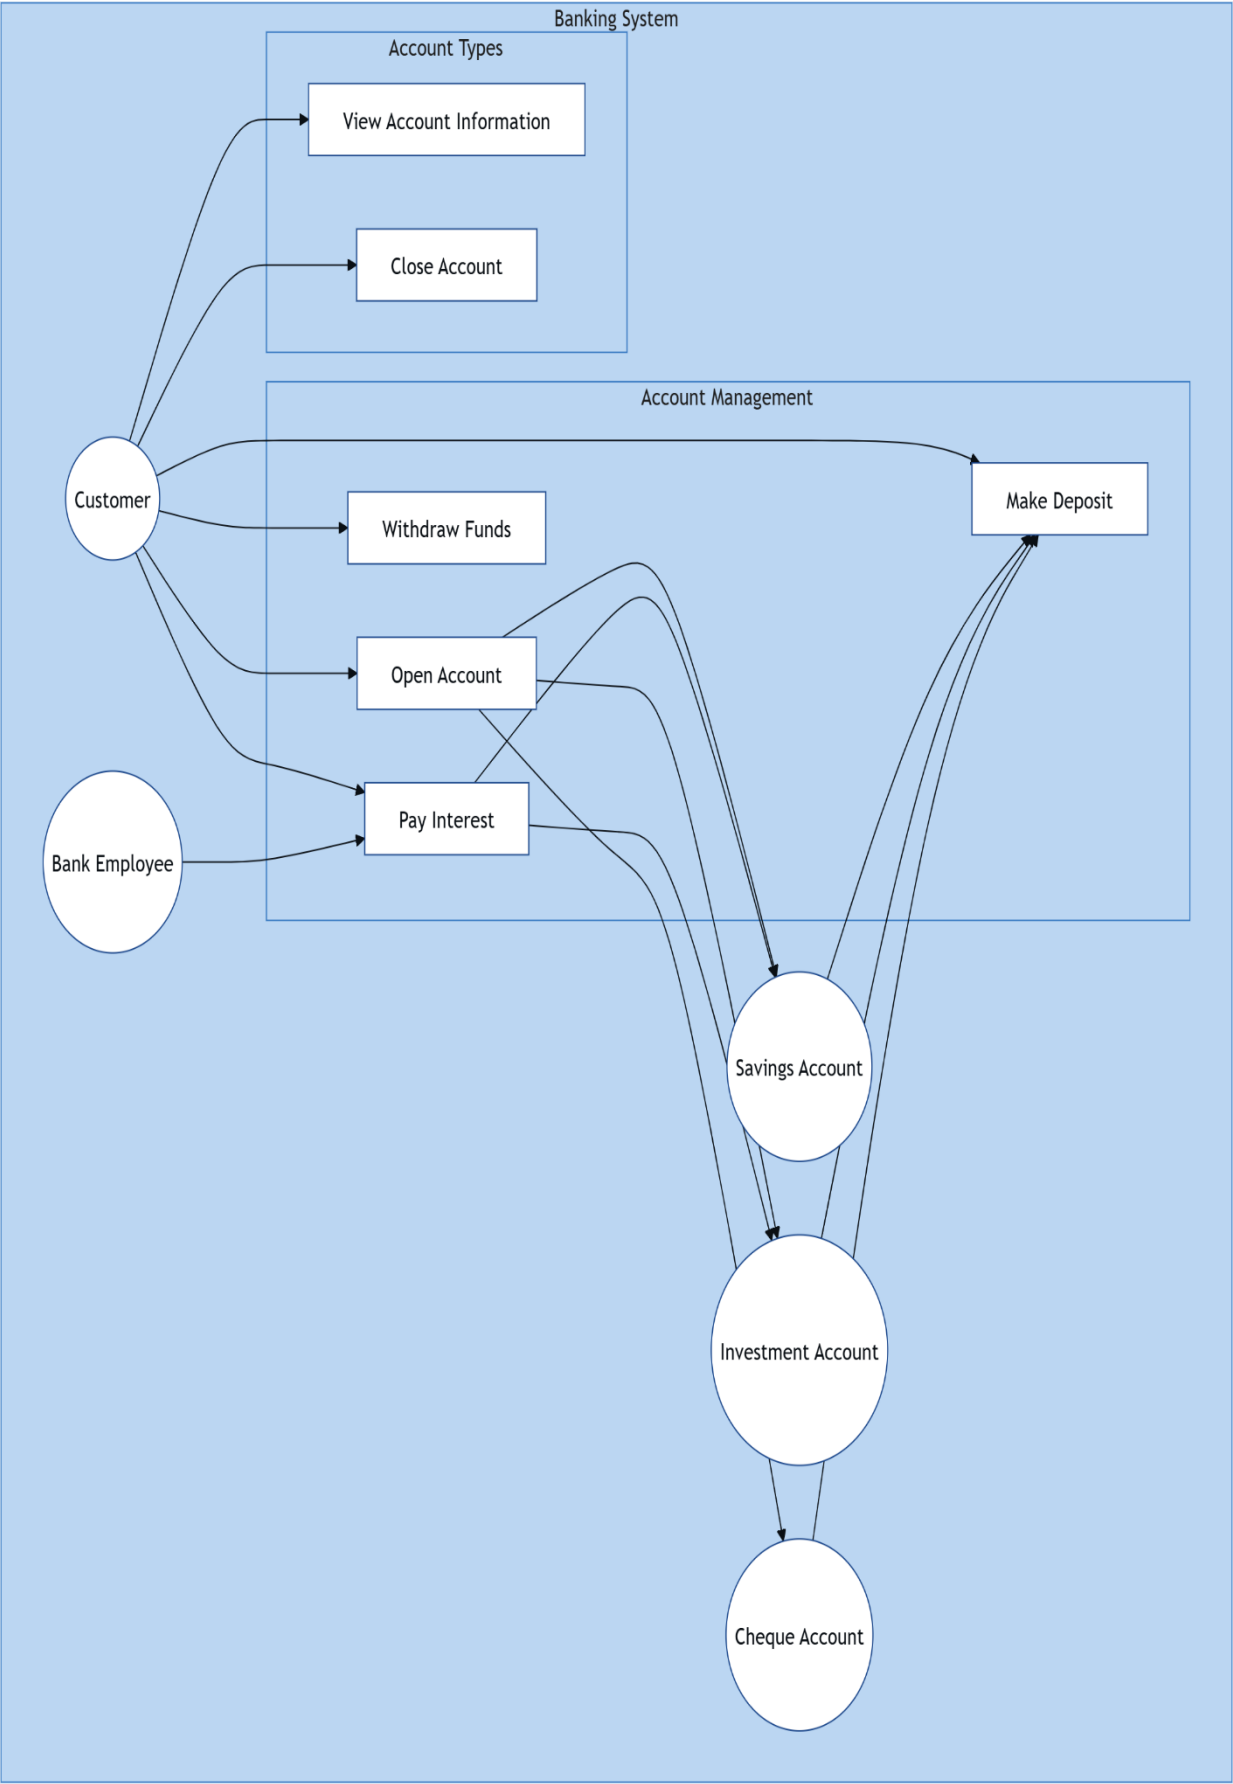 Banking System
Account Types
View Account Information
Close Account
Account Management
Customer
Make Deposit
Withdraw Funds
Open Account
Pay Interest
Bank Employee
Savings Account
Investment Account
Cheque Account